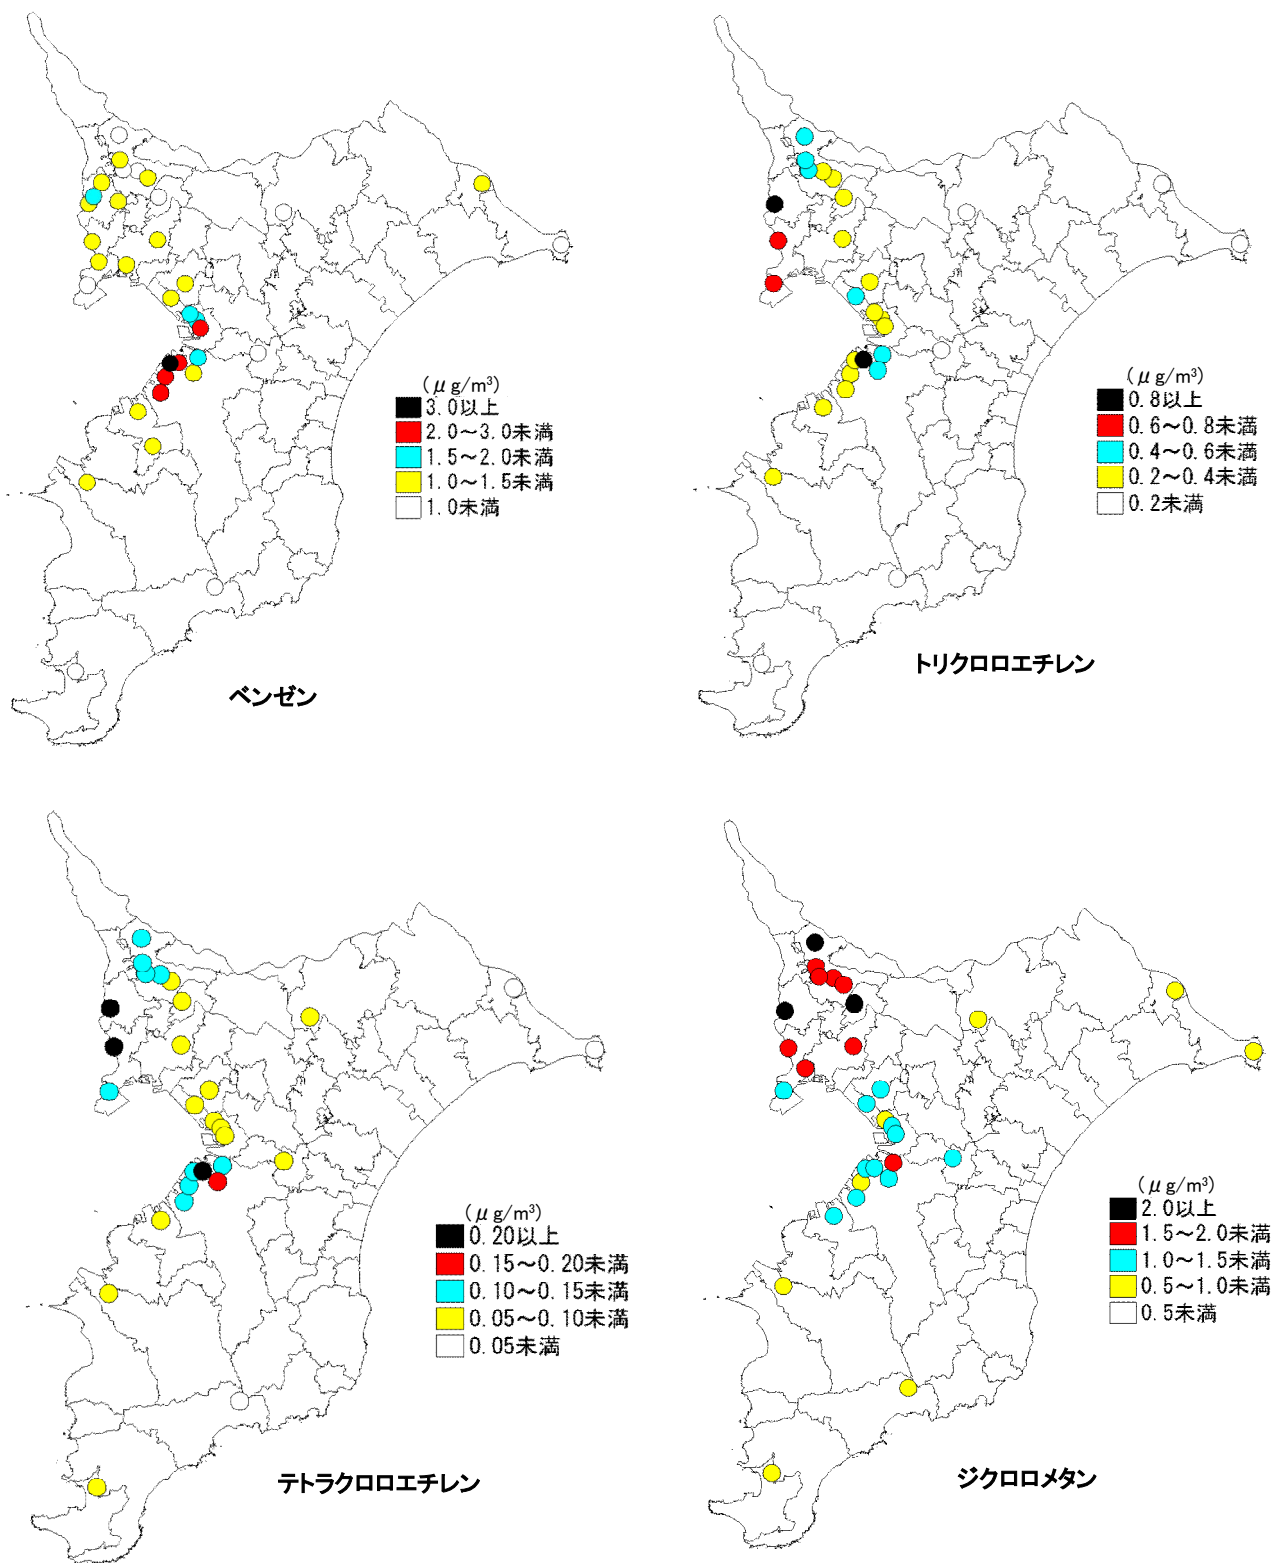 (μg/m³)
3.0以上
2.0～3.0未満
1.5～2.0未満
1.0～1.5未満
1.0未満
ベンゼン
(μg/m³)
0.8以上
0.6～0.8未満
0.4～0.6未満
0.2～0.4未満
0.2未満
トリクロロエチレン
(μg/m³)
0.20以上
0.15～0.20未満
0.10～0.15未満
0.05～0.10未満
0.05未満
テトラクロロエチレン
(μg/m³)
2.0以上
1.5～2.0未満
1.0～1.5未満
0.5～1.0未満
0.5未満
ジクロロメタン